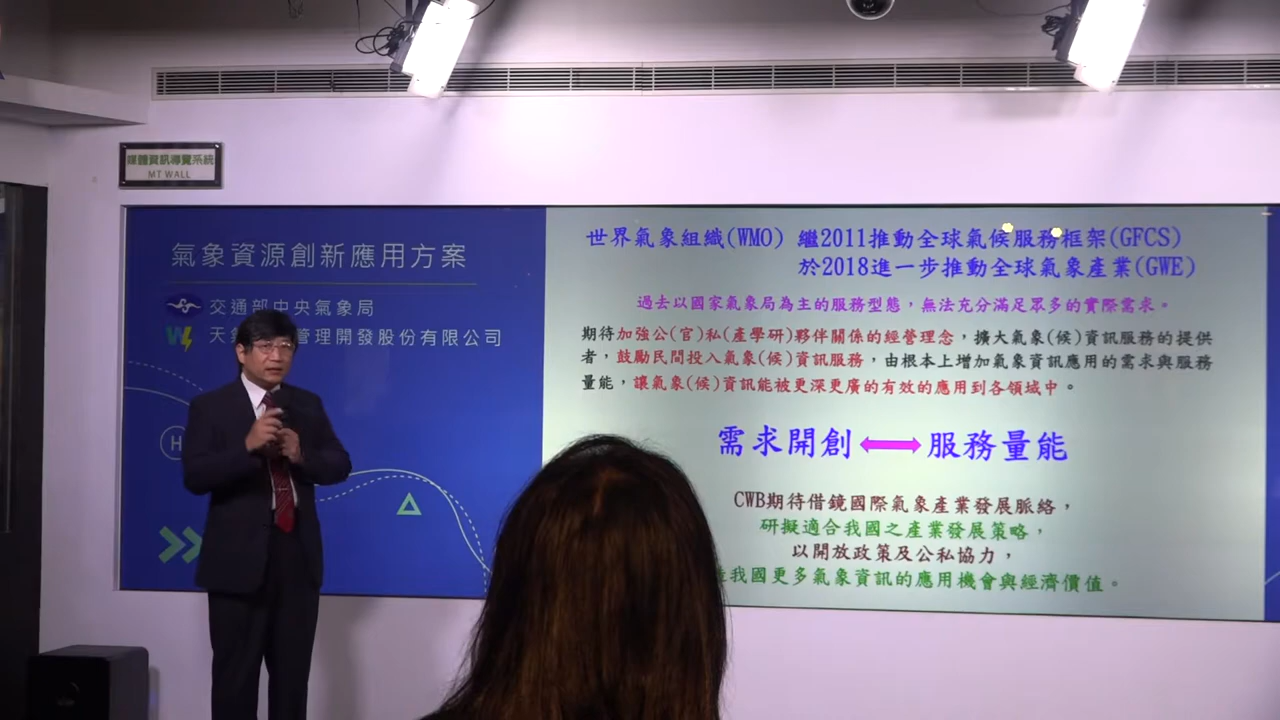 媒體資訊導覽系統
MT WALL
氣象資源創新應用方案
交通部中央氣象局
天 管理開發股份有限公司
H
世界氣象組織(WMO) 繼2011推動全球氣候服務框架(GFCS)
於2018進一步推動全球氣象產業(GWE)
過去以國家氣象局為主的服務型態，無法充分滿足眾多的實際需求。
期待加強公(官)私(產學研)夥伴關係的經營理念，擴大氣象(候)資訊服務的提供
者，鼓勵民間投入氣象(候)資訊服務，由根本上增加氣象資訊應用的需求與服務
量能，讓氣象(候)資訊能被更深更廣的有效的應用到各領域中。
需求開創 服務量能
CWB期待借鏡國際氣象產業發展脈絡，
研擬適合我國之產業發展策略，
以開放政策及公私協力，
我國更多氣象資訊的應用機會與經濟價值。